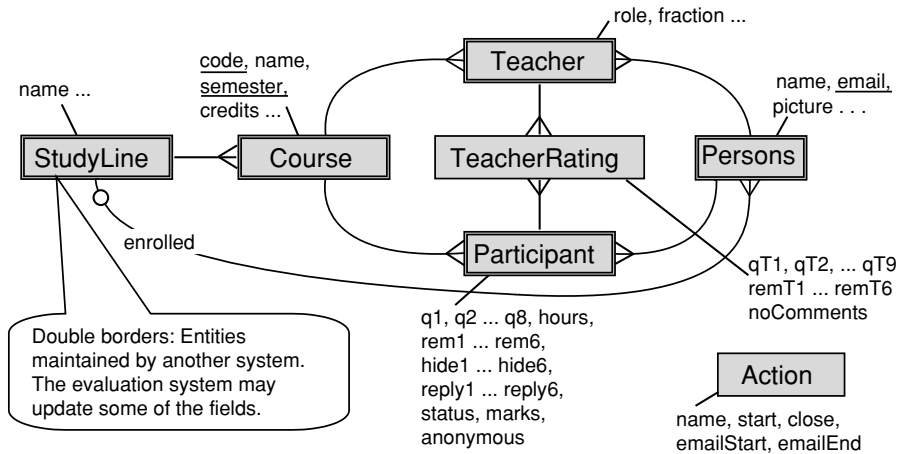 role, fraction ...
Teacher
code, name,
semester,
credits ...
name, email,
picture . . .
name ...
StudyLine
Course
TeacherRating
Persons
enrolled
Participant
qT1, qT2, ... qT9
remT1 ... remT6
noComments
Double borders: Entities
maintained by another system.
The evaluation system may
update some of the fields.
q1, q2 ... q8, hours,
rem1 ... rem6,
hide1 ... hide6,
reply1 ... reply6,
status, marks,
anonymous
Action
name, start, close,
emailStart, emailEnd